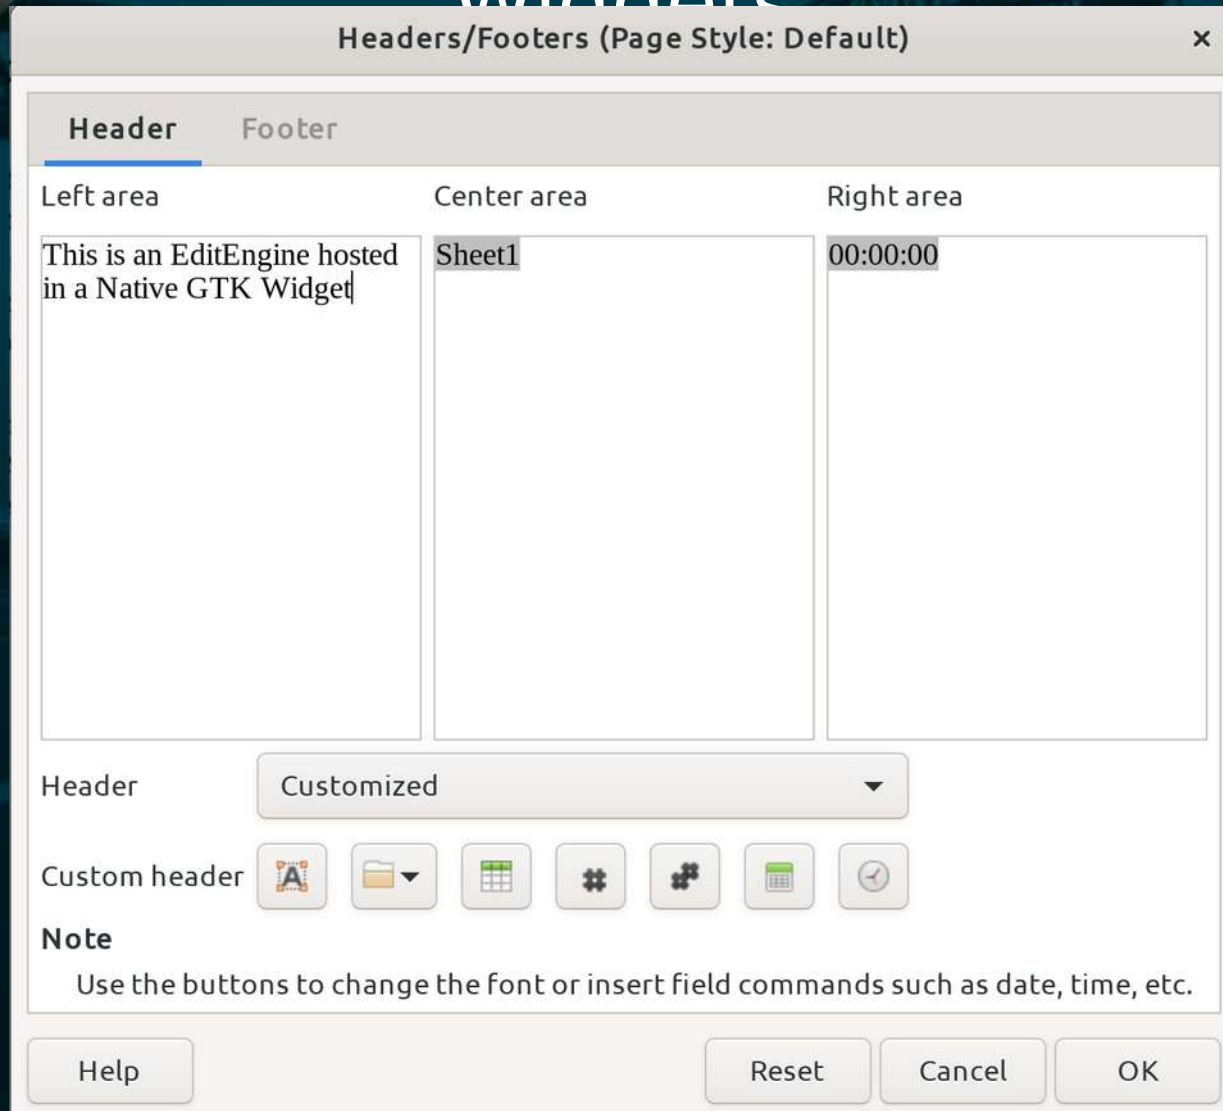 Headers/Footers (Page Style: Default)
Header Footer
Left area Center area Right area
This is an EditEngine hosted
in a Native GTK Widget
Sheet1
00:00:00
Header Customized
Custom header
Note
Use the buttons to change the font or insert field commands such as date, time, etc.
Help Reset Cancel OK